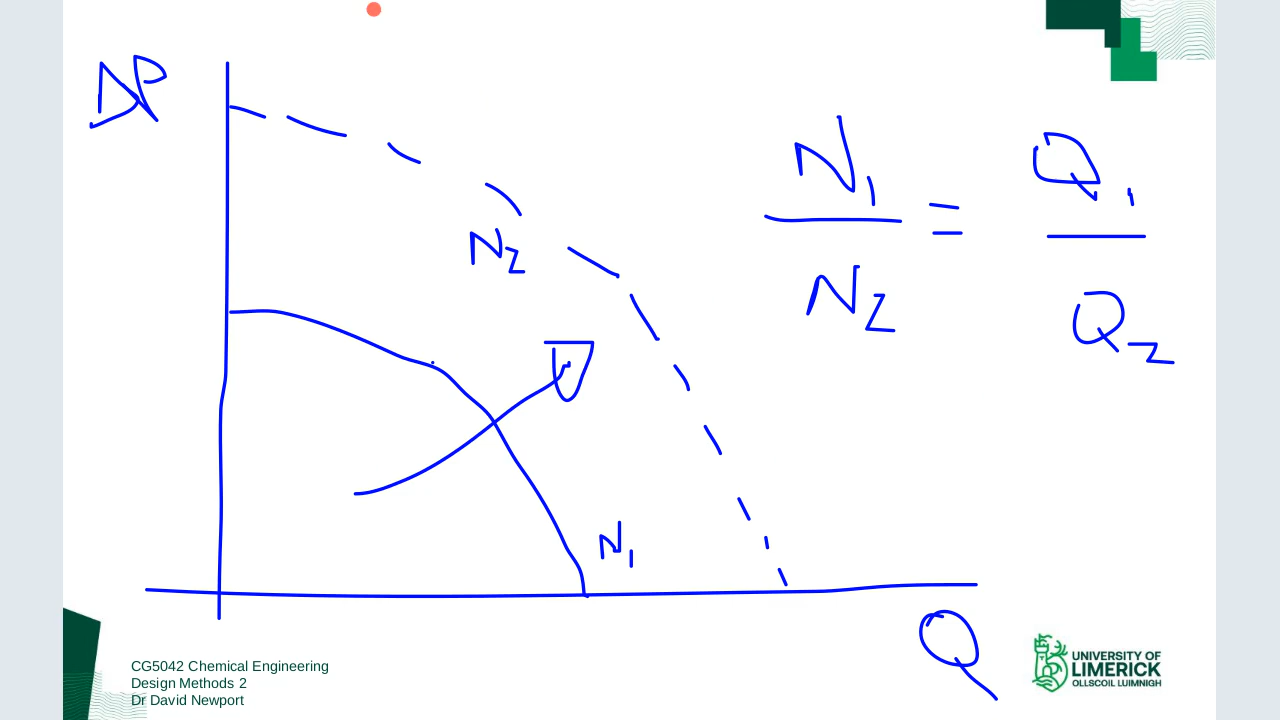 ΔP
N₁/N₂ = Q₁/Q₂
N₂
N₁
Q
CG5042 Chemical Engineering
Design Methods 2
Dr David Newport
UNIVERSITY OF
LIMERICK
OLLSCOIL LUIMNIGH